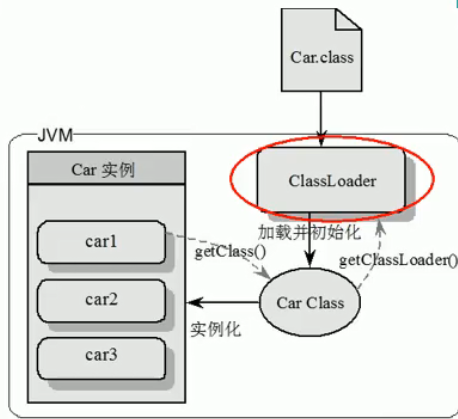 Car.class
JVM
Car 实例
ClassLoader
car1
加载并初始化
getClass()
getClassLoader()
car2
Car Class
实例化
car3